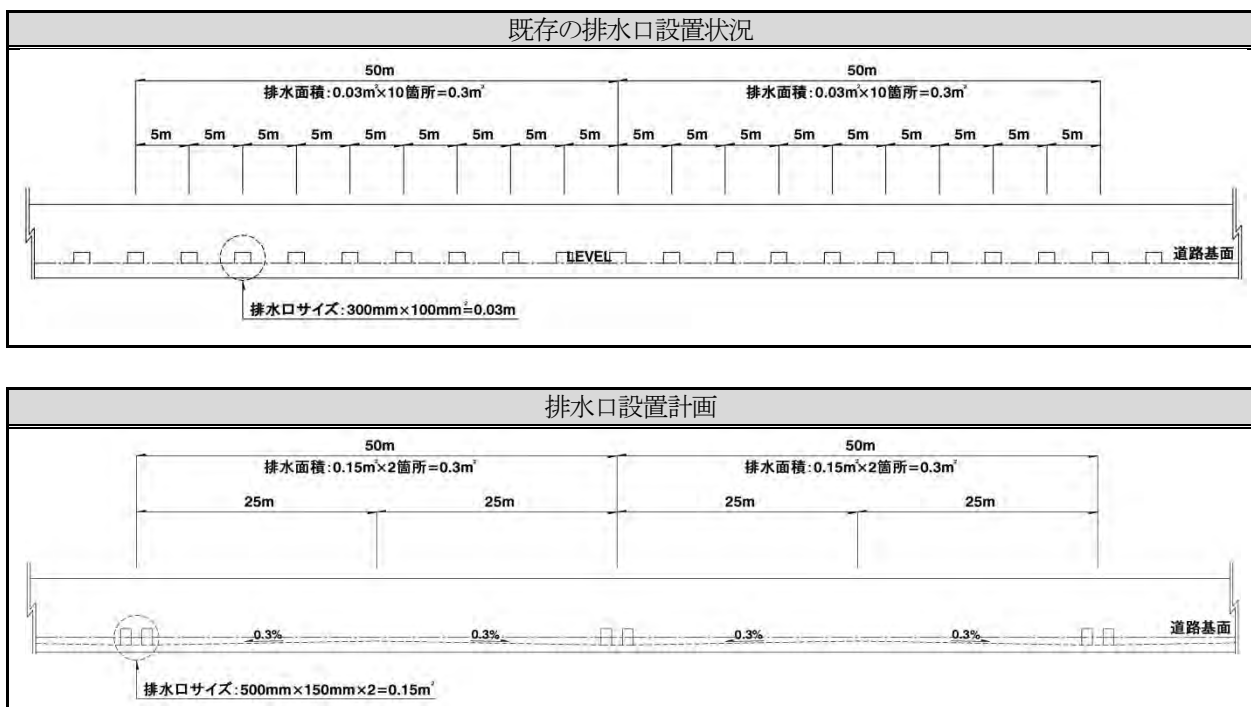 既存の排水口設置状況
50m 50m
排水面積:0.03m²×10箇所=0.3m² 排水面積:0.03m²×10箇所=0.3m²
5m 5m 5m 5m 5m 5m 5m 5m 5m 5m 5m 5m 5m 5m 5m 5m 5m 5m
LEVEL 道路基面
排水口サイズ:300mm×100mm²=0.03m
排水口設置計画
50m 50m
排水面積:0.15m²×2箇所=0.3m² 排水面積:0.15m²×2箇所=0.3m²
25m 25m 25m 25m
0.3% 0.3% 0.3% 0.3% 道路基面
排水口サイズ:500mm×150mm×2=0.15m²